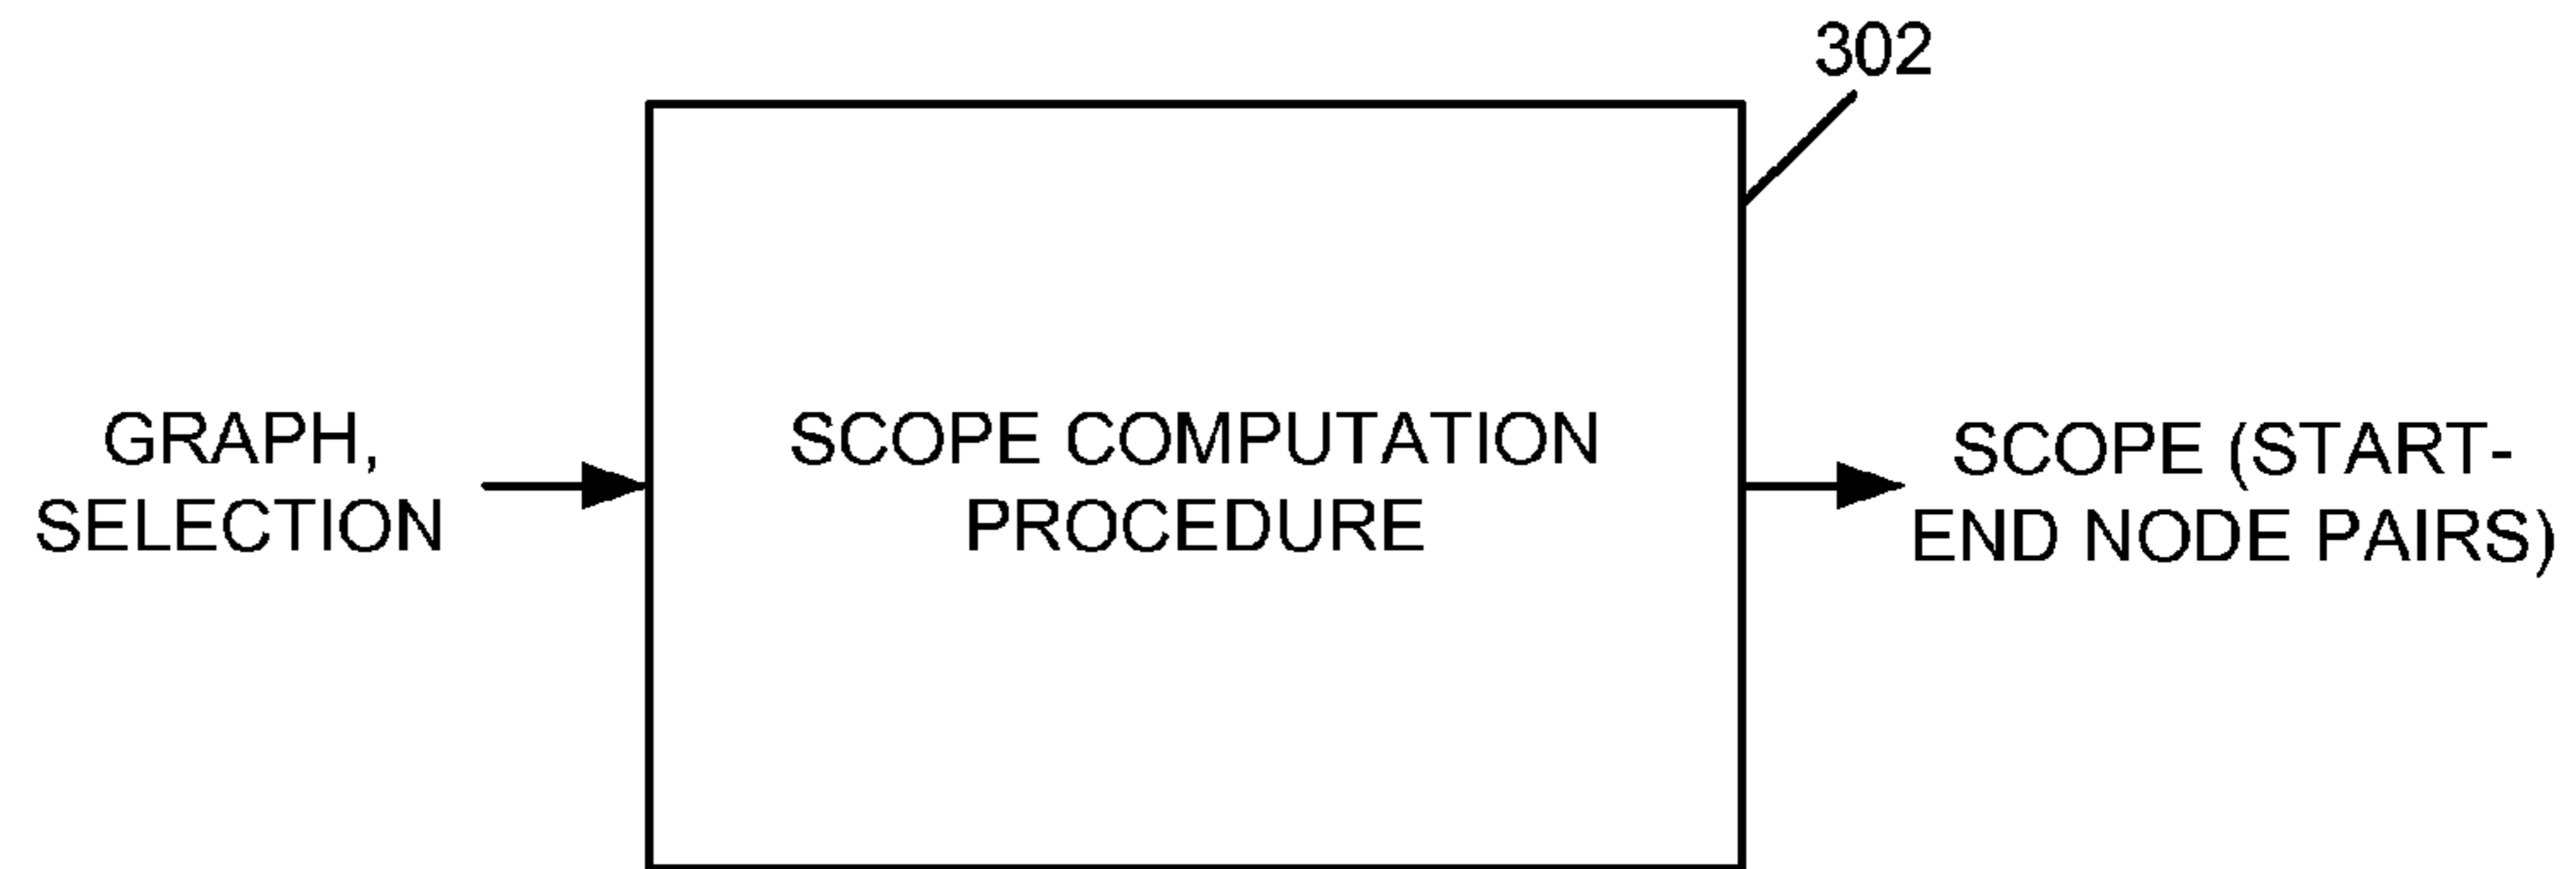 302
GRAPH,
SELECTION
SCOPE COMPUTATION
PROCEDURE
SCOPE (START-
END NODE PAIRS)